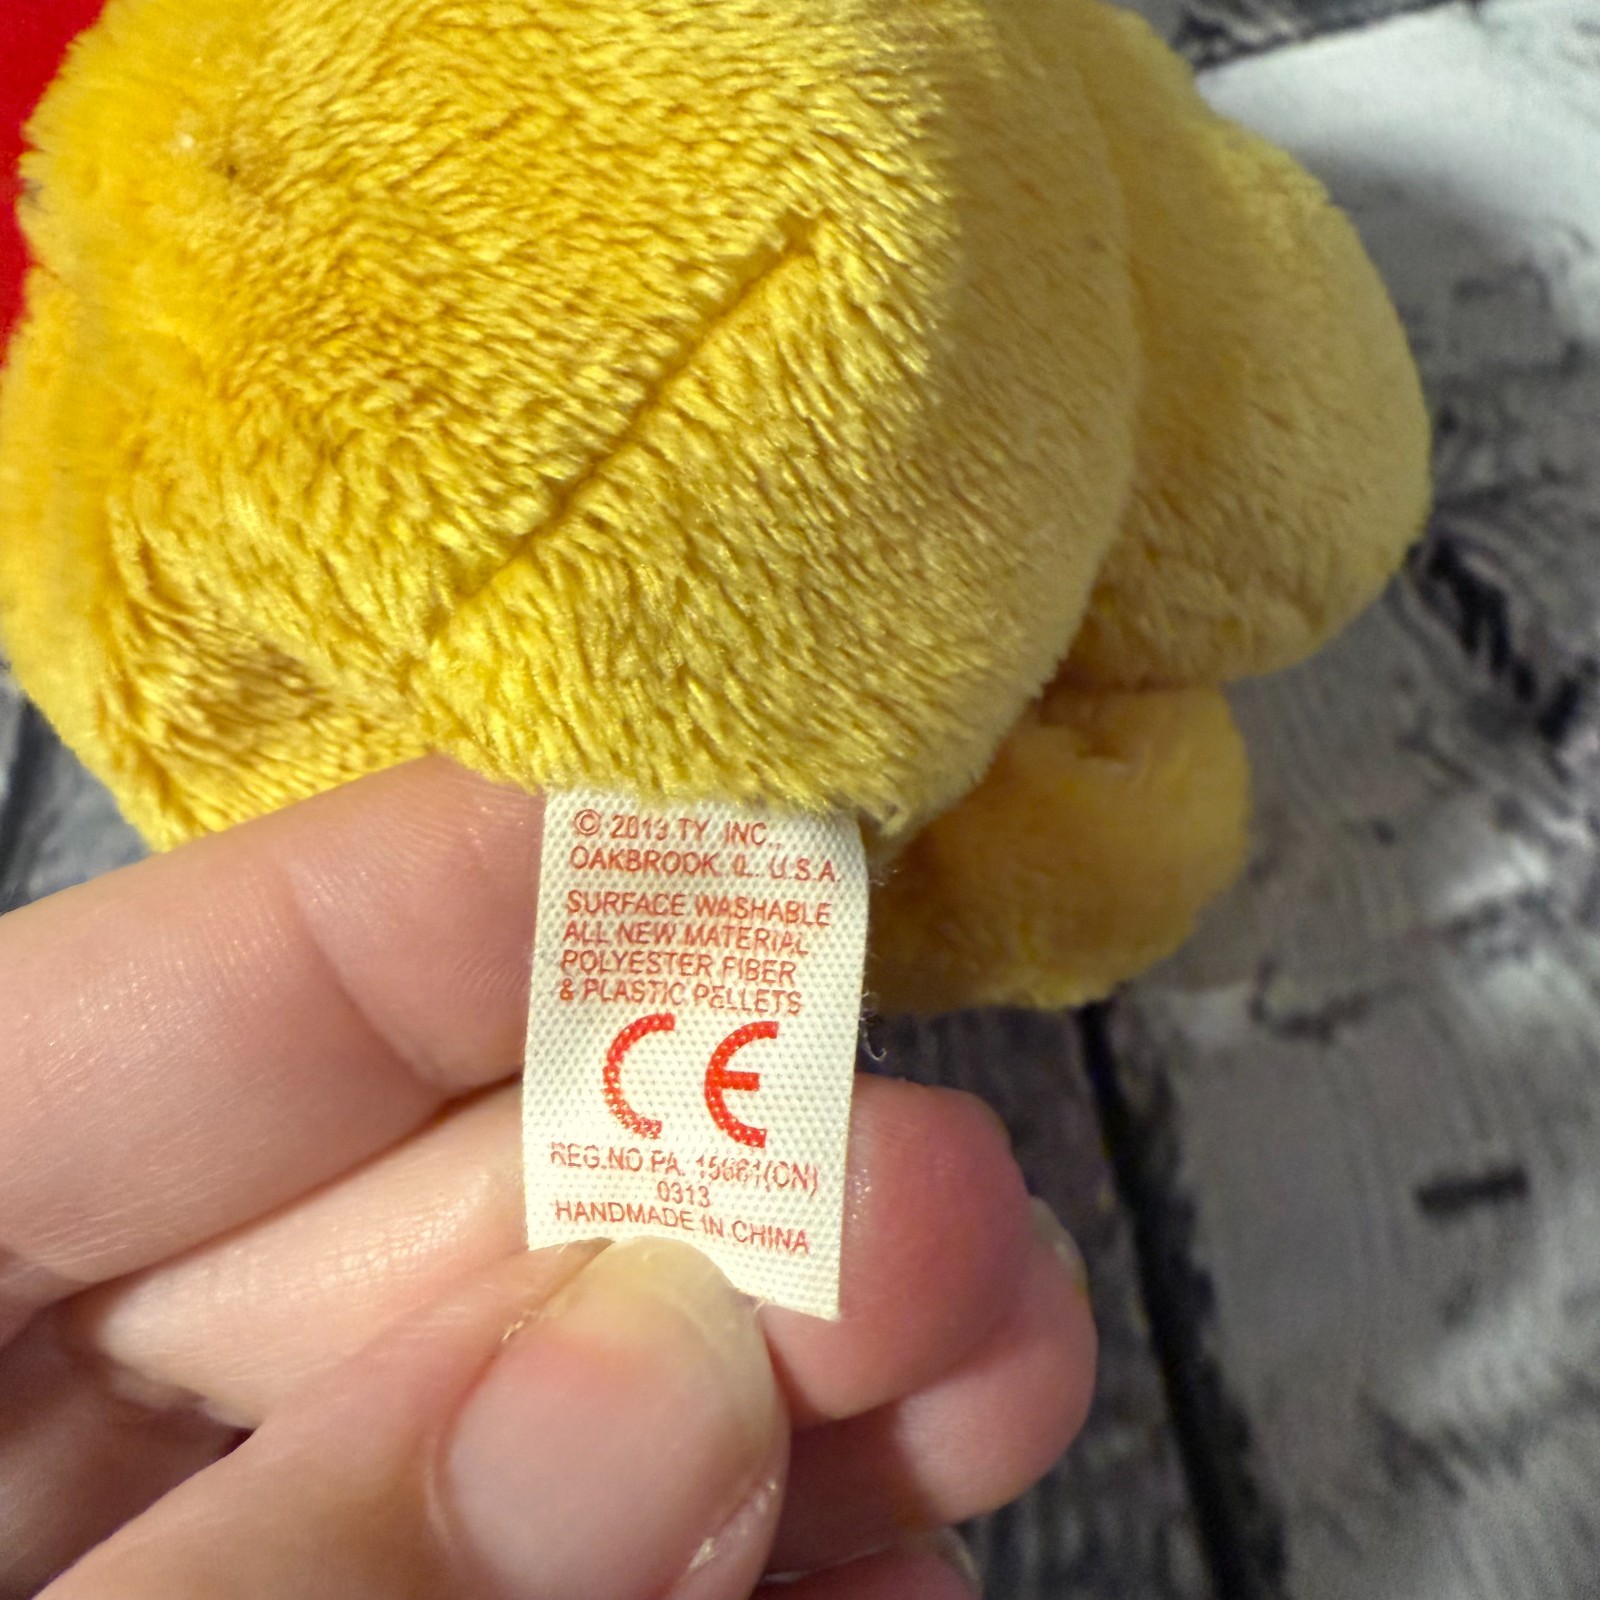 © 2013 TY INC.,
OAKBROOK, IL. U.S.A.
SURFACE WASHABLE
ALL NEW MATERIAL
POLYESTER FIBER
& PLASTIC PELLETS
CE
REG.NO.PA. (CN)
0313
HANDMADE IN CHINA